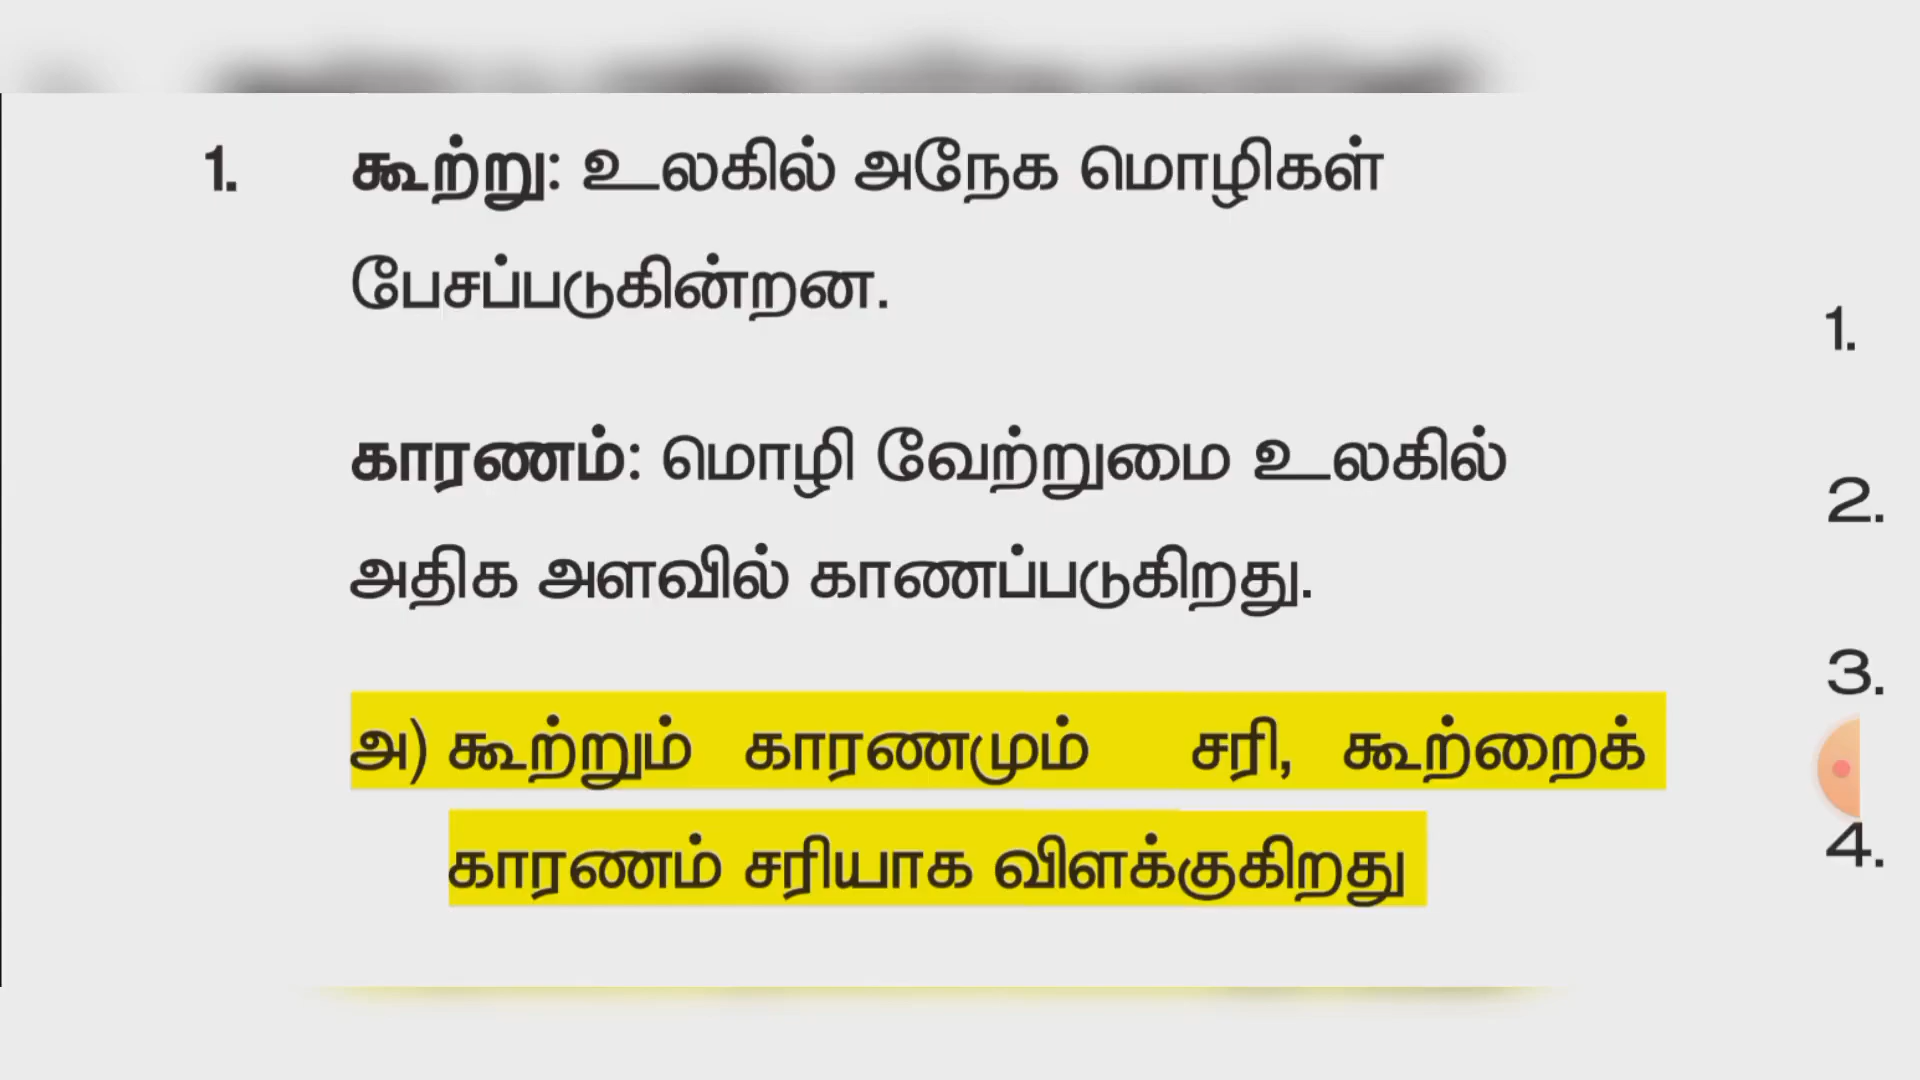 1. கூற்று: உலகில் அநேக மொழிகள்
பேசப்படுகின்றன.
காரணம்: மொழி வேற்றுமை உலகில்
அதிக அளவில் காணப்படுகிறது.
அ) கூற்றும் காரணமும் சரி, கூற்றைக்
காரணம் சரியாக விளக்குகிறது
1.
2.
3.
4.